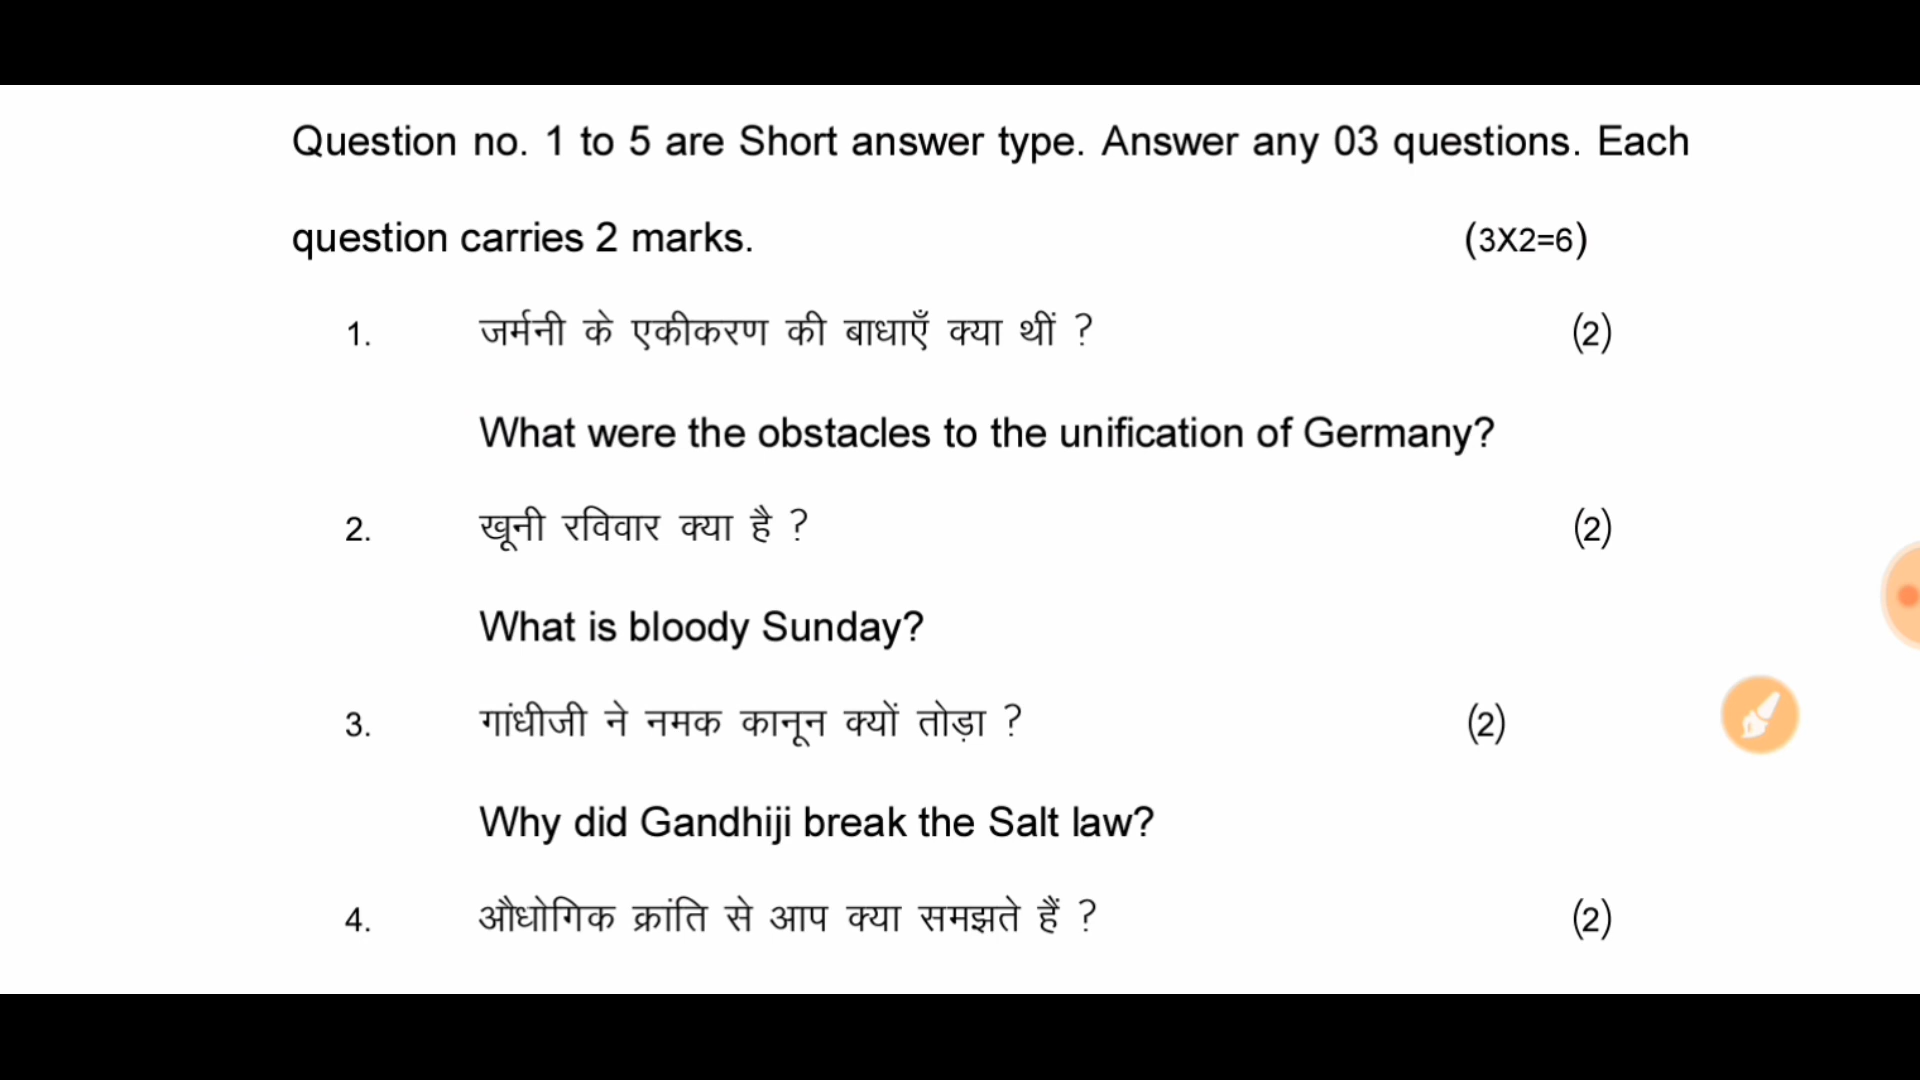 Question no. 1 to 5 are Short answer type. Answer any 03 questions. Each
question carries 2 marks. (3X2=6)
1. जर्मनी के एकीकरण की बाधाएँ क्या थीं ? (2)
What were the obstacles to the unification of Germany?
2. खूनी रविवार क्या है ? (2)
What is bloody Sunday?
3. गांधीजी ने नमक कानून क्यों तोड़ा ? (2)
Why did Gandhiji break the Salt law?
4. औधोगिक क्रांति से आप क्या समझते हैं ? (2)